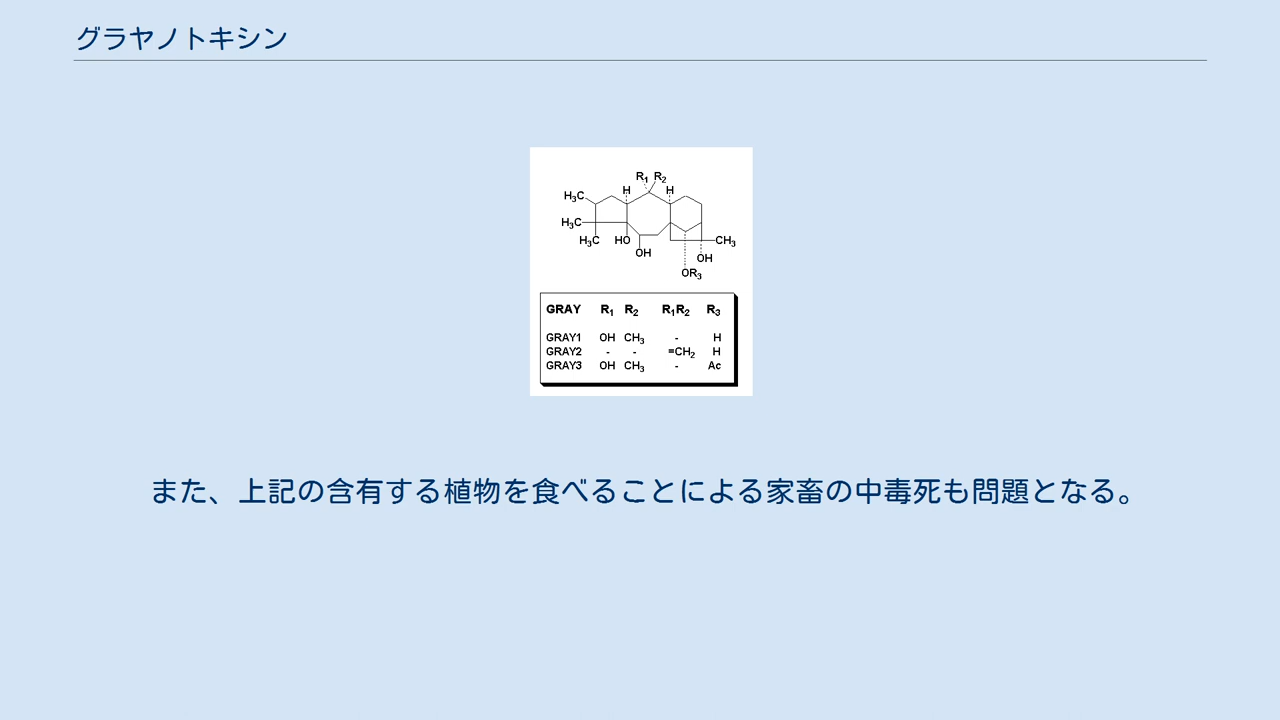 グラヤノトキシン
R1 R2
H H
H3C
H3C
H3C HO
OH
CH3
OH
OR3
GRAY R1 R2 R1R2 R3
GRAY1 OH CH3 - H
GRAY2 - - =CH2 H
GRAY3 OH CH3 - Ac
また、上記の含有する植物を食べることによる家畜の中毒死も問題となる。